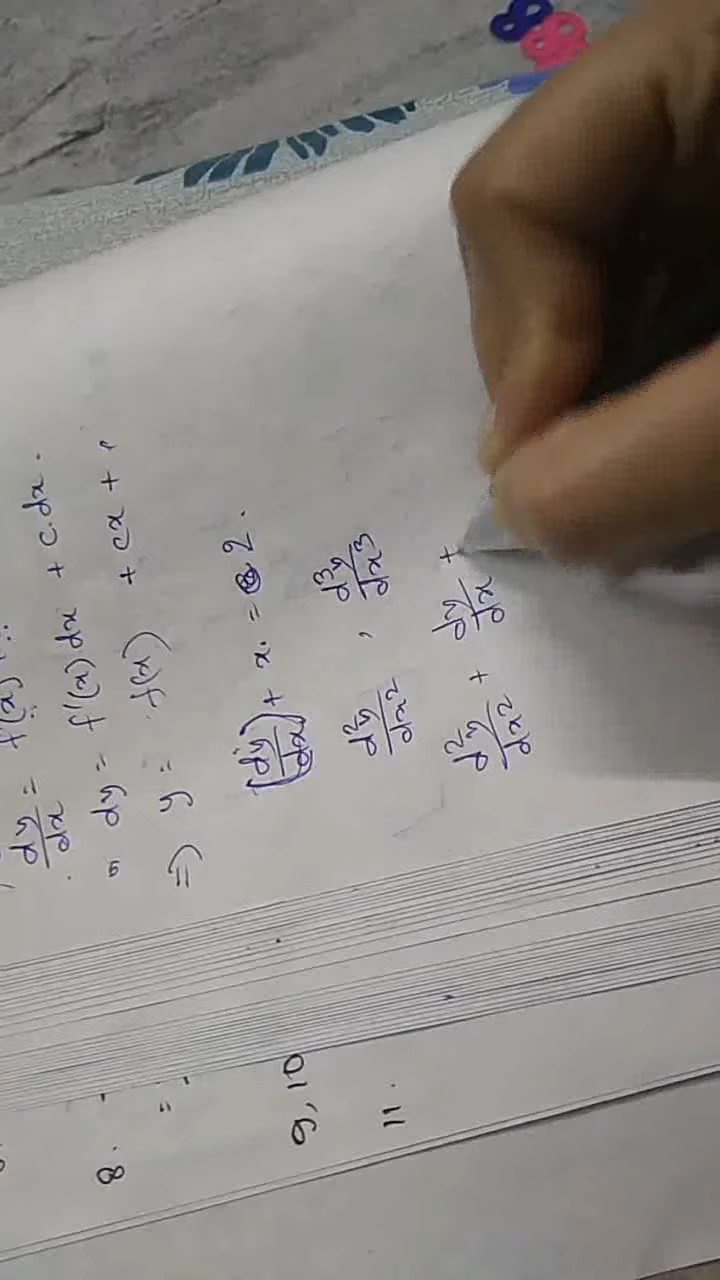 dy/dx = f'(x)
= dy = f'(x) dx + c.dx.
⇒ y = f(x) + cx +
(dy/dx) + x = 2.
d²y/dx² , d³y/dx³
d²y/dx² + dy/dx +
8. =
9, 10
11.